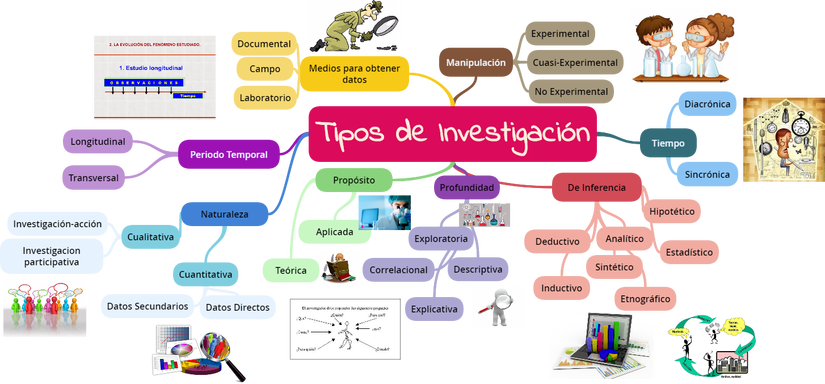 2. LA EVOLUCIÓN DEL FENÓMENO ESTUDIADO.
1. Estudio longitudinal
OBSERVACIONES
Tiempo
Documental
Campo
Laboratorio
Medios para obtener
datos
Manipulación
Experimental
Cuasi-Experimental
No Experimental
Tipos de Investigación
Diacrónica
Tiempo
Sincrónica
Longitudinal
Periodo Temporal
Transversal
Propósito
Aplicada
Teórica
Profundidad
Exploratoria
Correlacional
Descriptiva
Explicativa
De Inferencia
Hipotético
Deductivo
Analítico
Estadístico
Sintético
Inductivo
Etnográfico
Naturaleza
Cualitativa
Investigación-acción
Investigacion
participativa
Cuantitativa
Datos Secundarios
Datos Directos